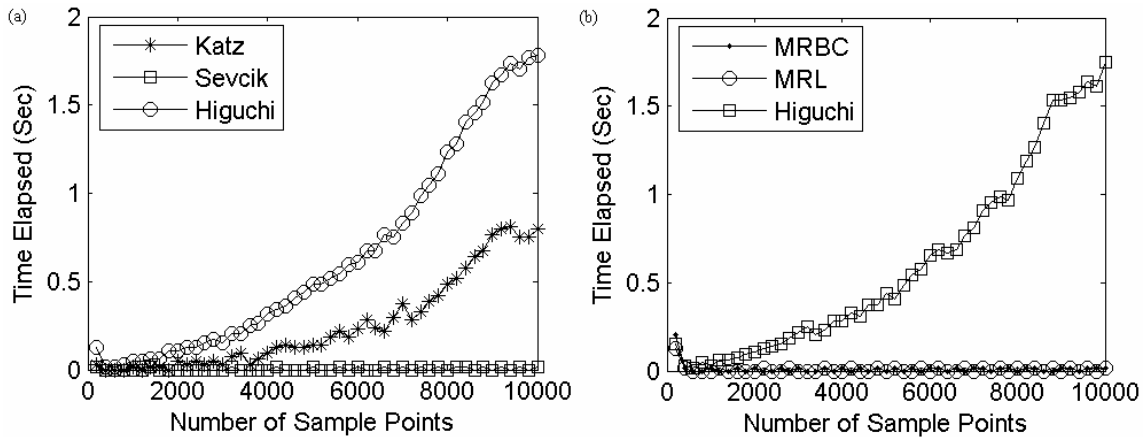 (a)
2
1.5
1
0.5
0
Time Elapsed (Sec)
Katz
Sevcik
Higuchi
0 2000 4000 6000 8000 10000
Number of Sample Points
(b)
2
1.5
1
0.5
0
Time Elapsed (Sec)
MRBC
MRL
Higuchi
0 2000 4000 6000 8000 10000
Number of Sample Points